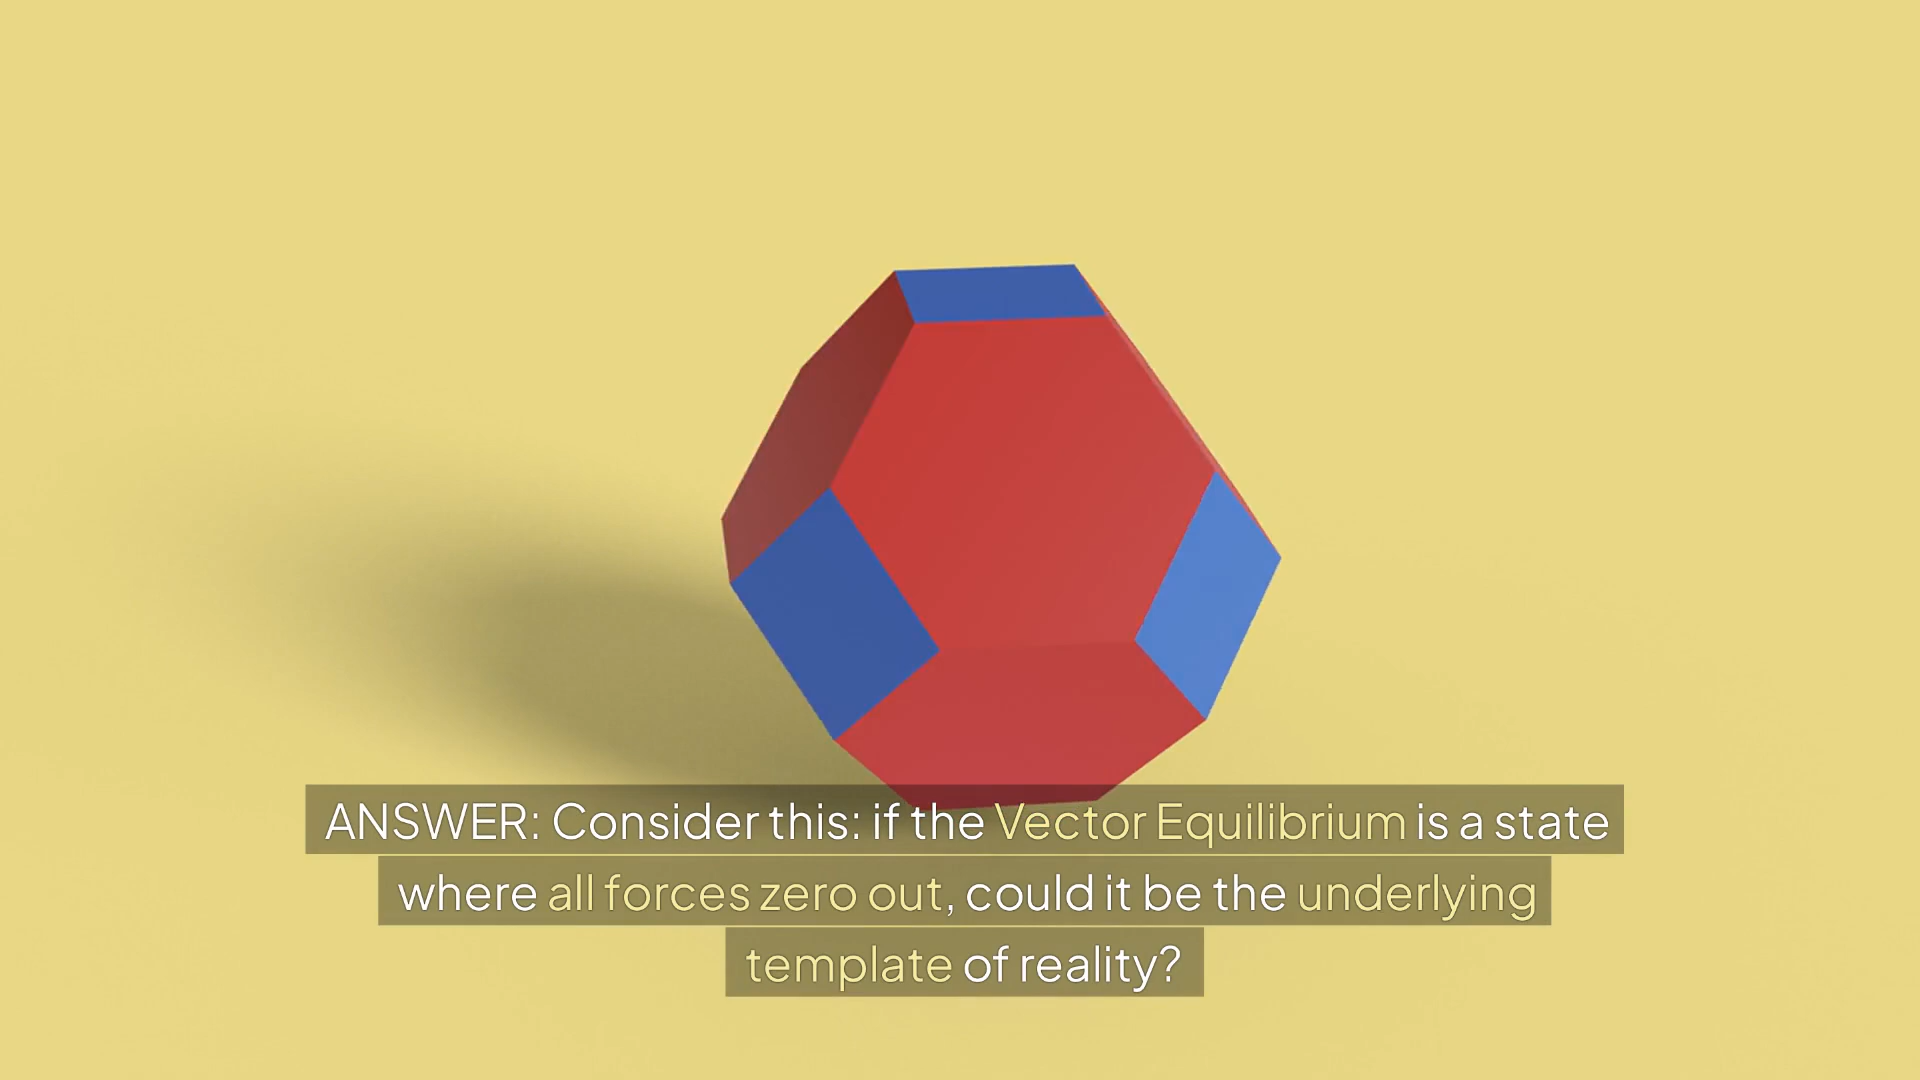 ANSWER: Consider this: if the Vector Equilibrium is a state
where all forces zero out, could it be the underlying
template of reality?